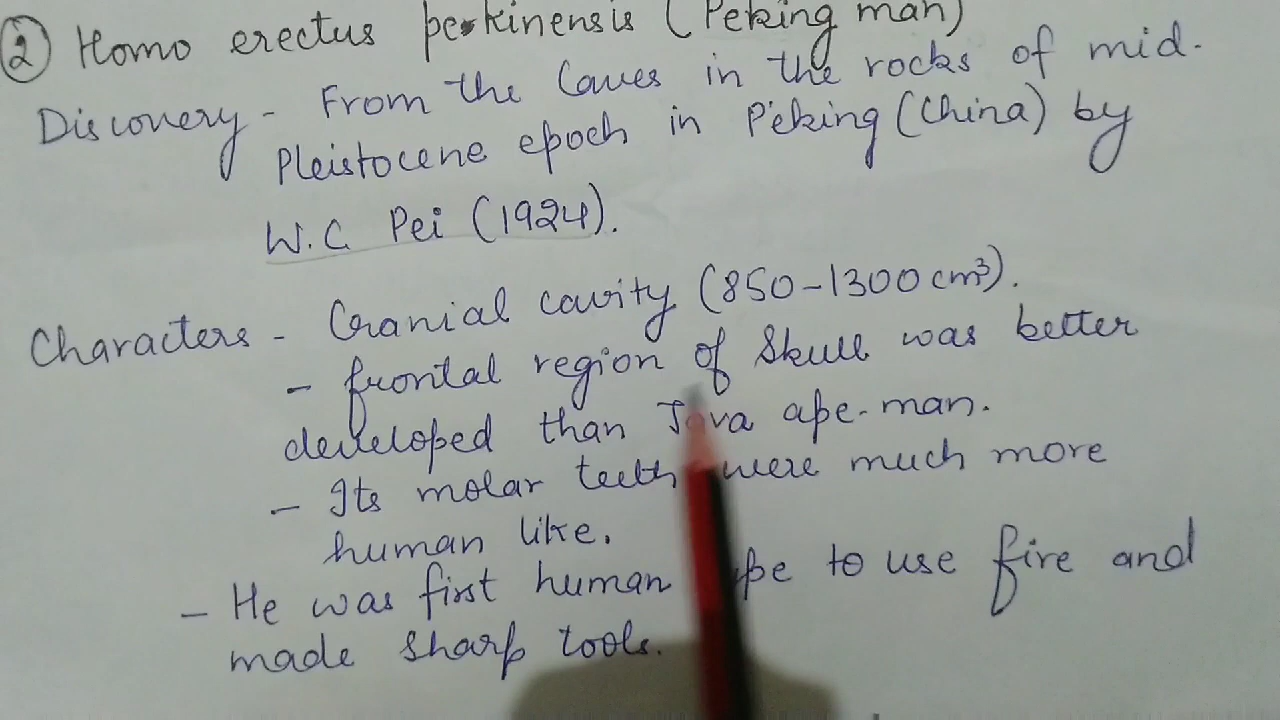 ② Homo erectus pekinensis (Peking man)
Discovery - From the Caves in the rocks of mid-
Pleistocene epoch in Peking (China) by
W.C. Pei (1924).
Characters - Cranial cavity (850-1300 cm³).
- frontal region of Skull was better
developed than Java ape-man.
- Its molar teeth were much more
human like.
- He was first human to use fire and
made sharp tools.